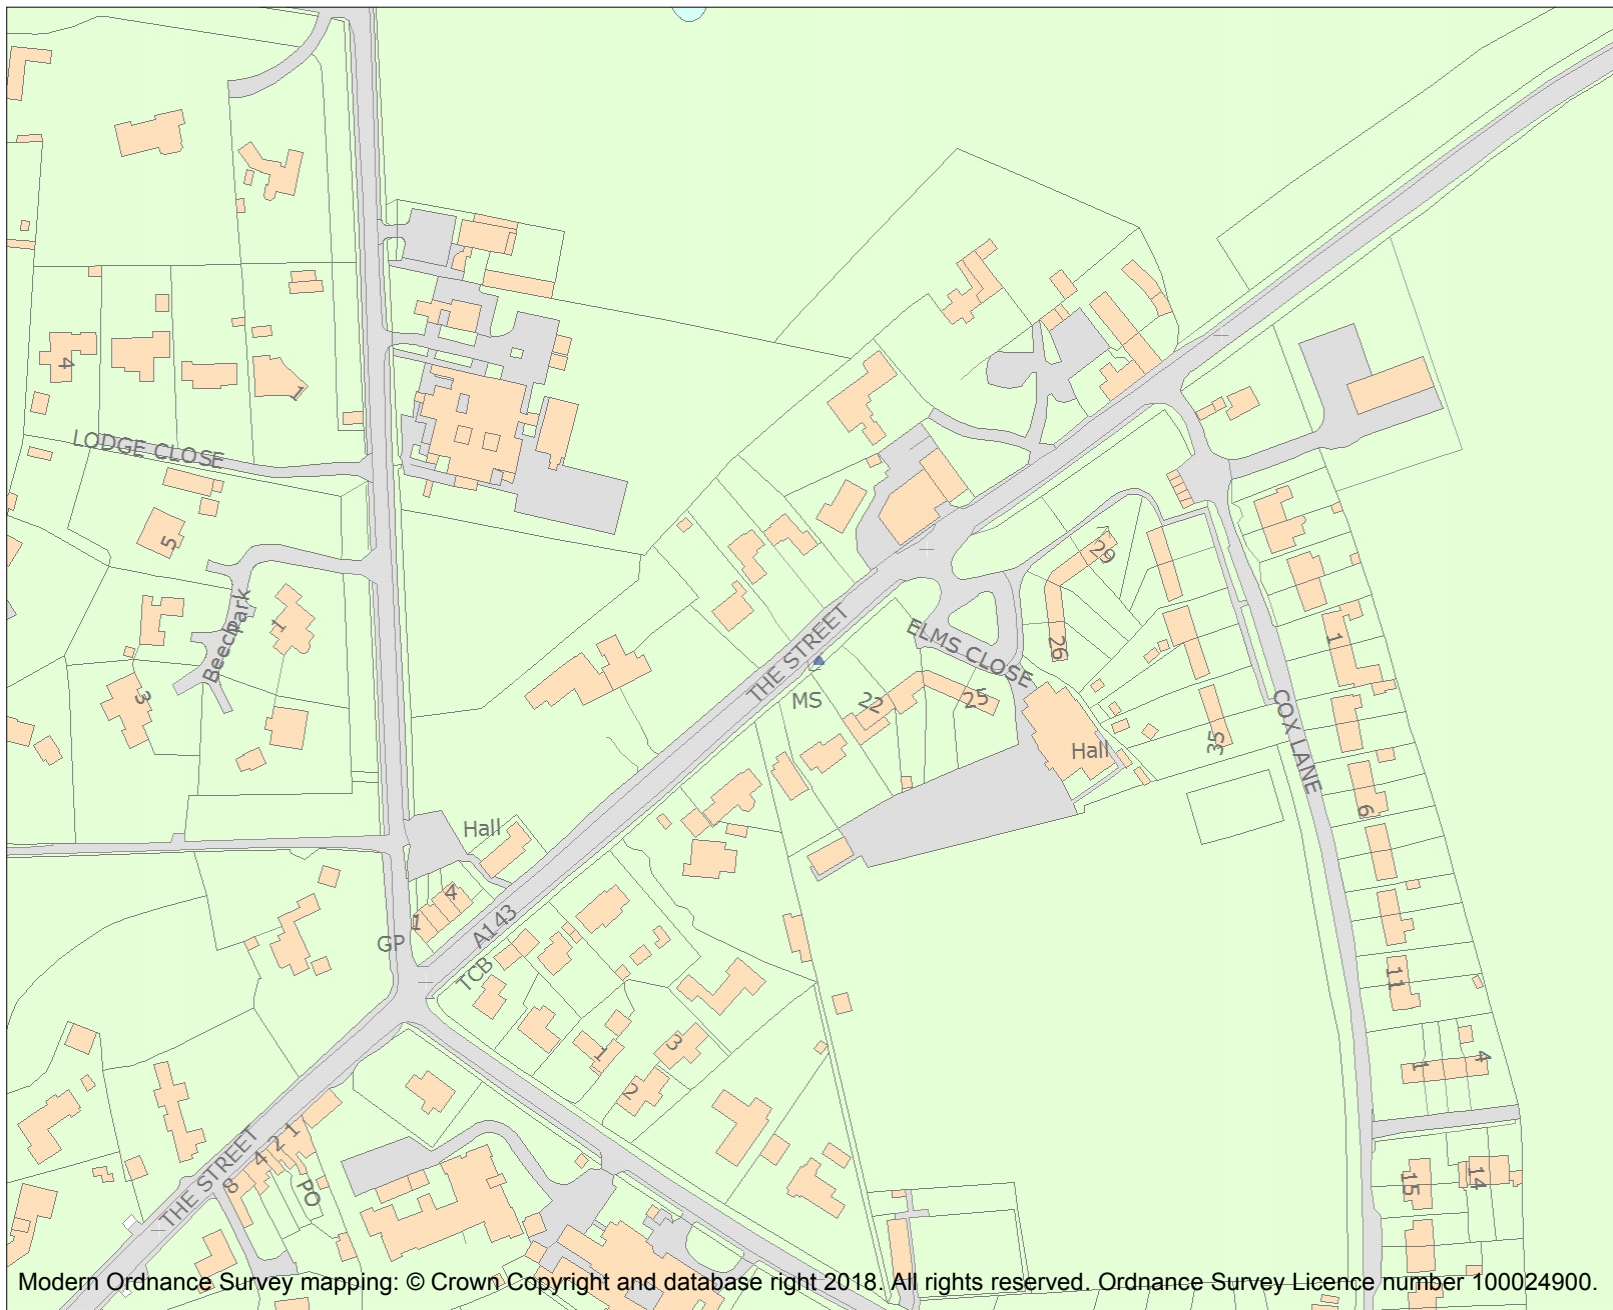 4
1
LODGE CLOSE
5
29
Beech Park
1
THE STREET
ELMS CLOSE
26
3
MS
22
25
COX LANE
35
Hall
6
Hall
4
1
A143
GP
TCB
11
1
3
2
1
4
THE STREET
1
2
4
8
PO
1
15
14
Modern Ordnance Survey mapping: © Crown Copyright and database right 2018. All rights reserved. Ordnance Survey Licence number 100024900.